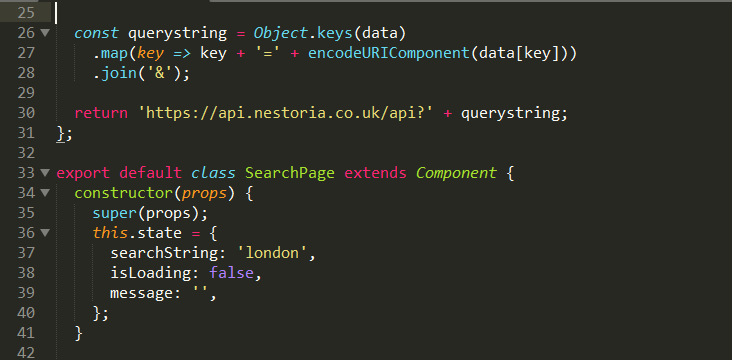 25
26 const querystring = Object.keys(data)
27 .map(key => key + '=' + encodeURIComponent(data[key]))
28 .join('&');
29
30 return 'https://api.nestoria.co.uk/api?' + querystring;
31 };
32
33 export default class SearchPage extends Component {
34 constructor(props) {
35 super(props);
36 this.state = {
37 searchString: 'london',
38 isLoading: false,
39 message: '',
40 };
41 }
42